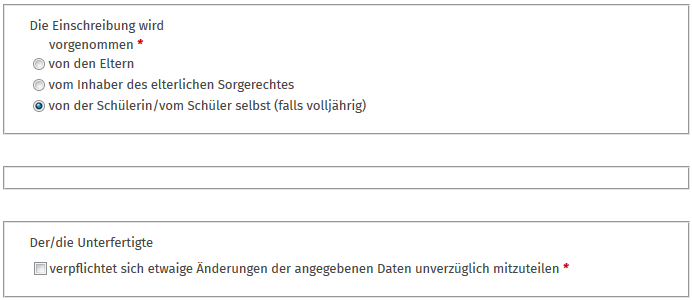 Die Einschreibung wird
vorgenommen *
von den Eltern
vom Inhaber des elterlichen Sorgerechtes
von der Schülerin/vom Schüler selbst (falls volljährig)
Der/die Unterfertigte
verpflichtet sich etwaige Änderungen der angegebenen Daten unverzüglich mitzuteilen *